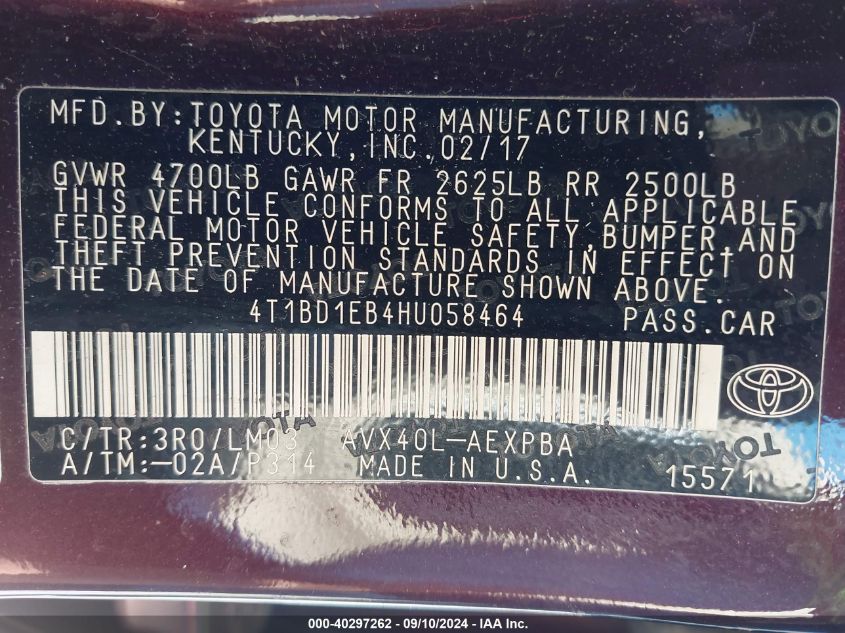 MFD.BY:TOYOTA MOTOR MANUFACTURING,
KENTUCKY,INC.02/17
GVWR 4700LB GAWR FR 2625LB RR 2500LB
THIS VEHICLE CONFORMS TO ALL APPLICABLE
FEDERAL MOTOR VEHICLE SAFETY,BUMPER,AND
THEFT PREVENTION STANDARDS IN EFFECT ON
THE DATE OF MANUFACTURE SHOWN ABOVE.
4T1BD1EB4HU058464 PASS.CAR
C/TR:3R0/LM03 AVX40L-AEXPBA
A/TM:-02A/P314 MADE IN U.S.A. 15571
TOYOTA
000-40297262 - 09/10/2024 - IAA Inc.